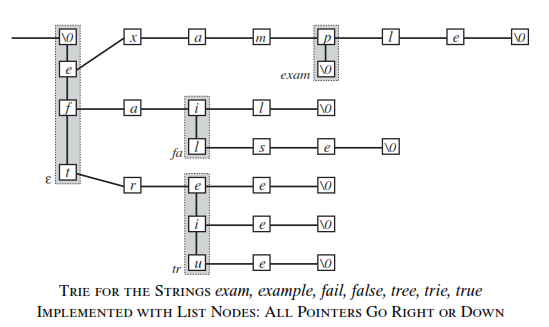 \0 x a m p l e \0
e
exam \0
f a i l \0
fa l s e \0
ε t
r e e \0
i e \0
tr u e \0
TRIE FOR THE STRINGS exam, example, fail, false, tree, trie, true
IMPLEMENTED WITH LIST NODES: ALL POINTERS GO RIGHT OR DOWN